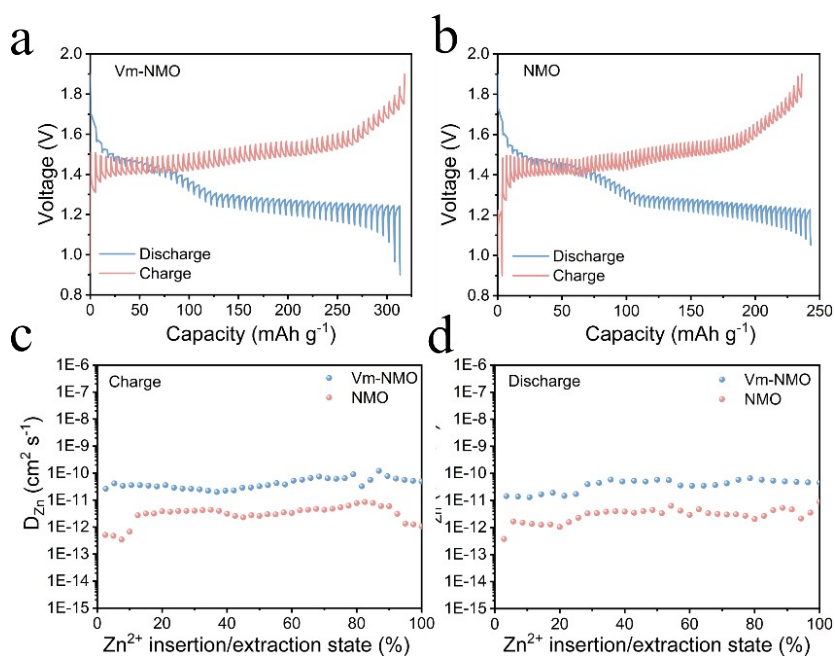 a
b
Vm-NMO
NMO
2.0
1.8
1.6
1.4
1.2
1.0
0.8
Voltage (V)
Discharge
Charge
0 50 100 150 200 250 300
Capacity (mAh g⁻¹)
2.0
1.8
1.6
1.4
1.2
1.0
0.8
Voltage (V)
Discharge
Charge
0 50 100 150 200 250
Capacity (mAh g⁻¹)
c
d
Charge
Vm-NMO
NMO
1E-6
1E-7
1E-8
1E-9
1E-10
1E-11
1E-12
1E-13
1E-14
1E-15
D_Zn (cm² s⁻¹)
0 20 40 60 80 100
Zn²⁺ insertion/extraction state (%)
Discharge
Vm-NMO
NMO
1E-6
1E-7
1E-8
1E-9
1E-10
1E-11
1E-12
1E-13
1E-14
1E-15
0 20 40 60 80 100
Zn²⁺ insertion/extraction state (%)